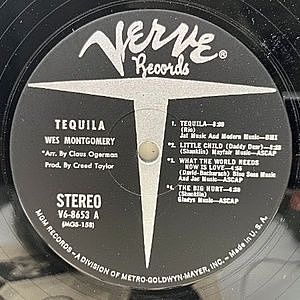 VERVE®
Records
TEQUILA
WES MONTGOMERY
*Arr. By Claus Ogerman
Prod. By Creed Taylor
STEREO
V6-8653 A
(MGS-158)
1. TEQUILA—
(Rio)
Jat Music And Modern Music—BMI
2. LITTLE CHILD (Daddy Dear)
(Shanklin) Mayfair Music—ASCAP
3. WHAT THE WORLD NEEDS
NOW IS LOVE—
(David-Bacharach) Blue Seas Music
And Jac Music—ASCAP
4. THE BIG HURT—
(Shanklin)
Gladys Music—ASCAP
MGM RECORDS—A DIVISION OF METRO-GOLDWYN-MAYER, INC.—Made in U.S.A.